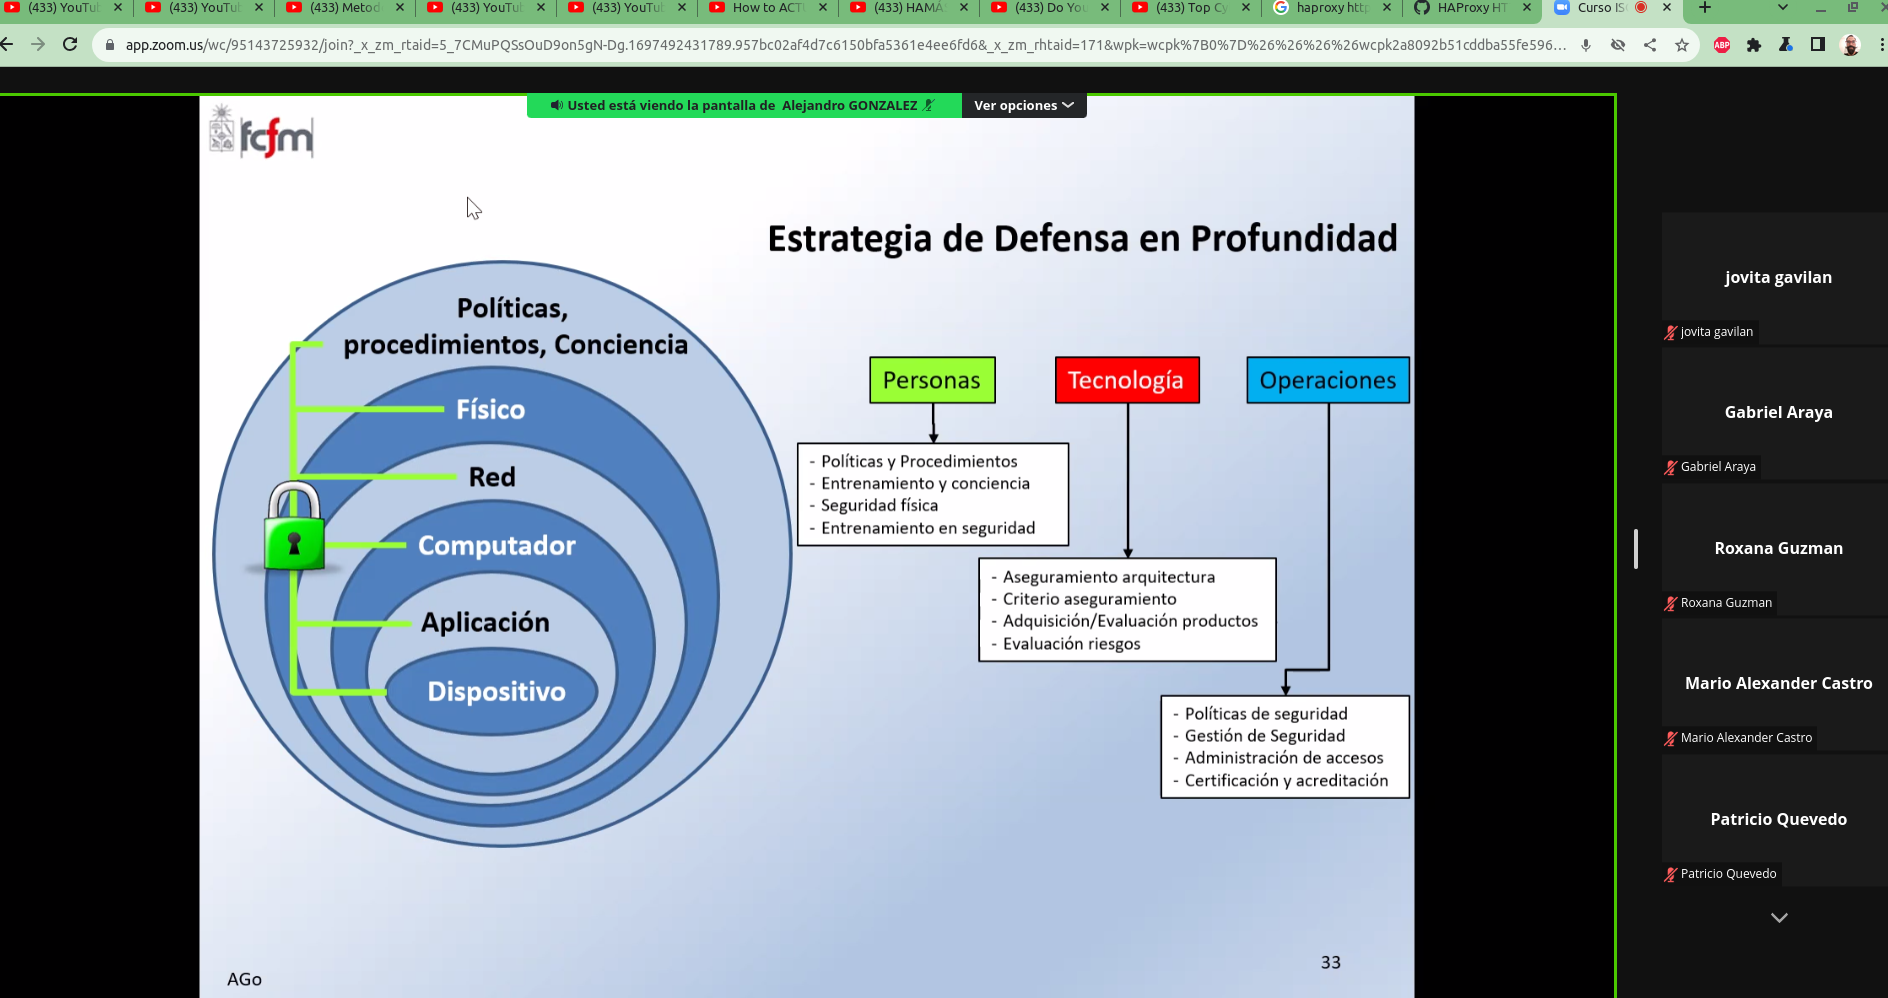 (433) YouTu
(433) YouTu
(433) Metod
(433) YouTu
(433) YouTu
How to ACT
(433) HAMÁ
(433) Do You
(433) Top Cy
haproxy http
HAProxy HT
Curso IS
app.zoom.us/wc/95143725932/join?_x_zm_rtaid=5_7CMuPQSsOuD9on5gN-Dg.1697492431789.957bc02af4d7c6150bfa5361e4ee6fd6&_x_zm_rhtaid=171&wpk=wcpk%7B0%7D%26%26%26%26wcpk2a8092b51cddba55fe596...
ABP
Usted está viendo la pantalla de Alejandro GONZALEZ
Ver opciones
fcfm
Estrategia de Defensa en Profundidad
Políticas,
procedimientos, Conciencia
Físico
Red
Computador
Aplicación
Dispositivo
Personas
Tecnología
Operaciones
- Políticas y Procedimientos
- Entrenamiento y conciencia
- Seguridad física
- Entrenamiento en seguridad
- Aseguramiento arquitectura
- Criterio aseguramiento
- Adquisición/Evaluación productos
- Evaluación riesgos
- Políticas de seguridad
- Gestión de Seguridad
- Administración de accesos
- Certificación y acreditación
AGo
33
jovita gavilan
jovita gavilan
Gabriel Araya
Gabriel Araya
Roxana Guzman
Roxana Guzman
Mario Alexander Castro
Mario Alexander Castro
Patricio Quevedo
Patricio Quevedo